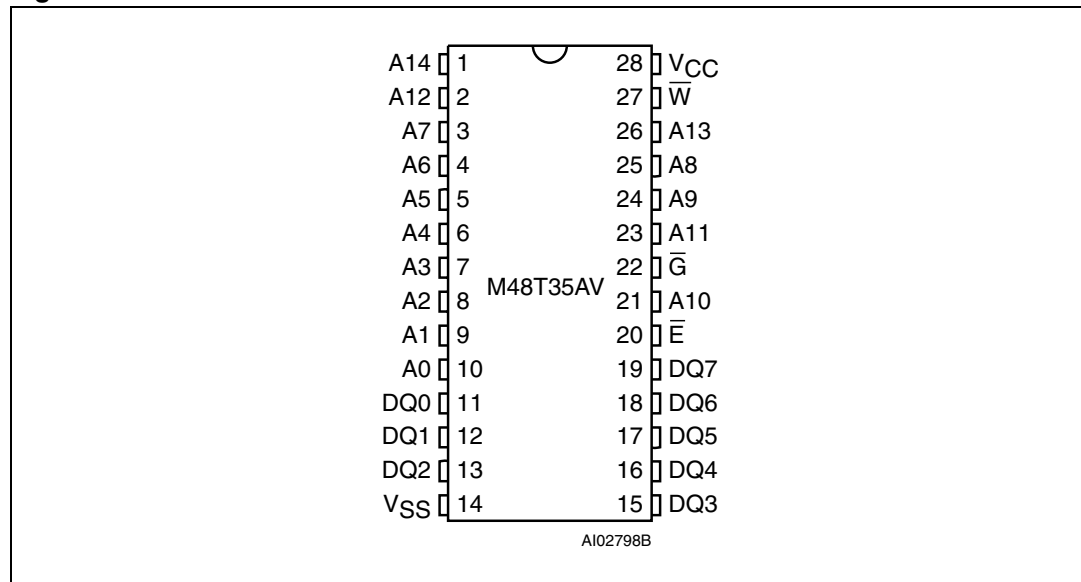 A14 1 28 VCC
A12 2 27 W̅
A7 3 26 A13
A6 4 25 A8
A5 5 24 A9
A4 6 23 A11
A3 7 22 G̅
M48T35AV
A2 8 21 A10
A1 9 20 E̅
A0 10 19 DQ7
DQ0 11 18 DQ6
DQ1 12 17 DQ5
DQ2 13 16 DQ4
VSS 14 15 DQ3
AI02798B